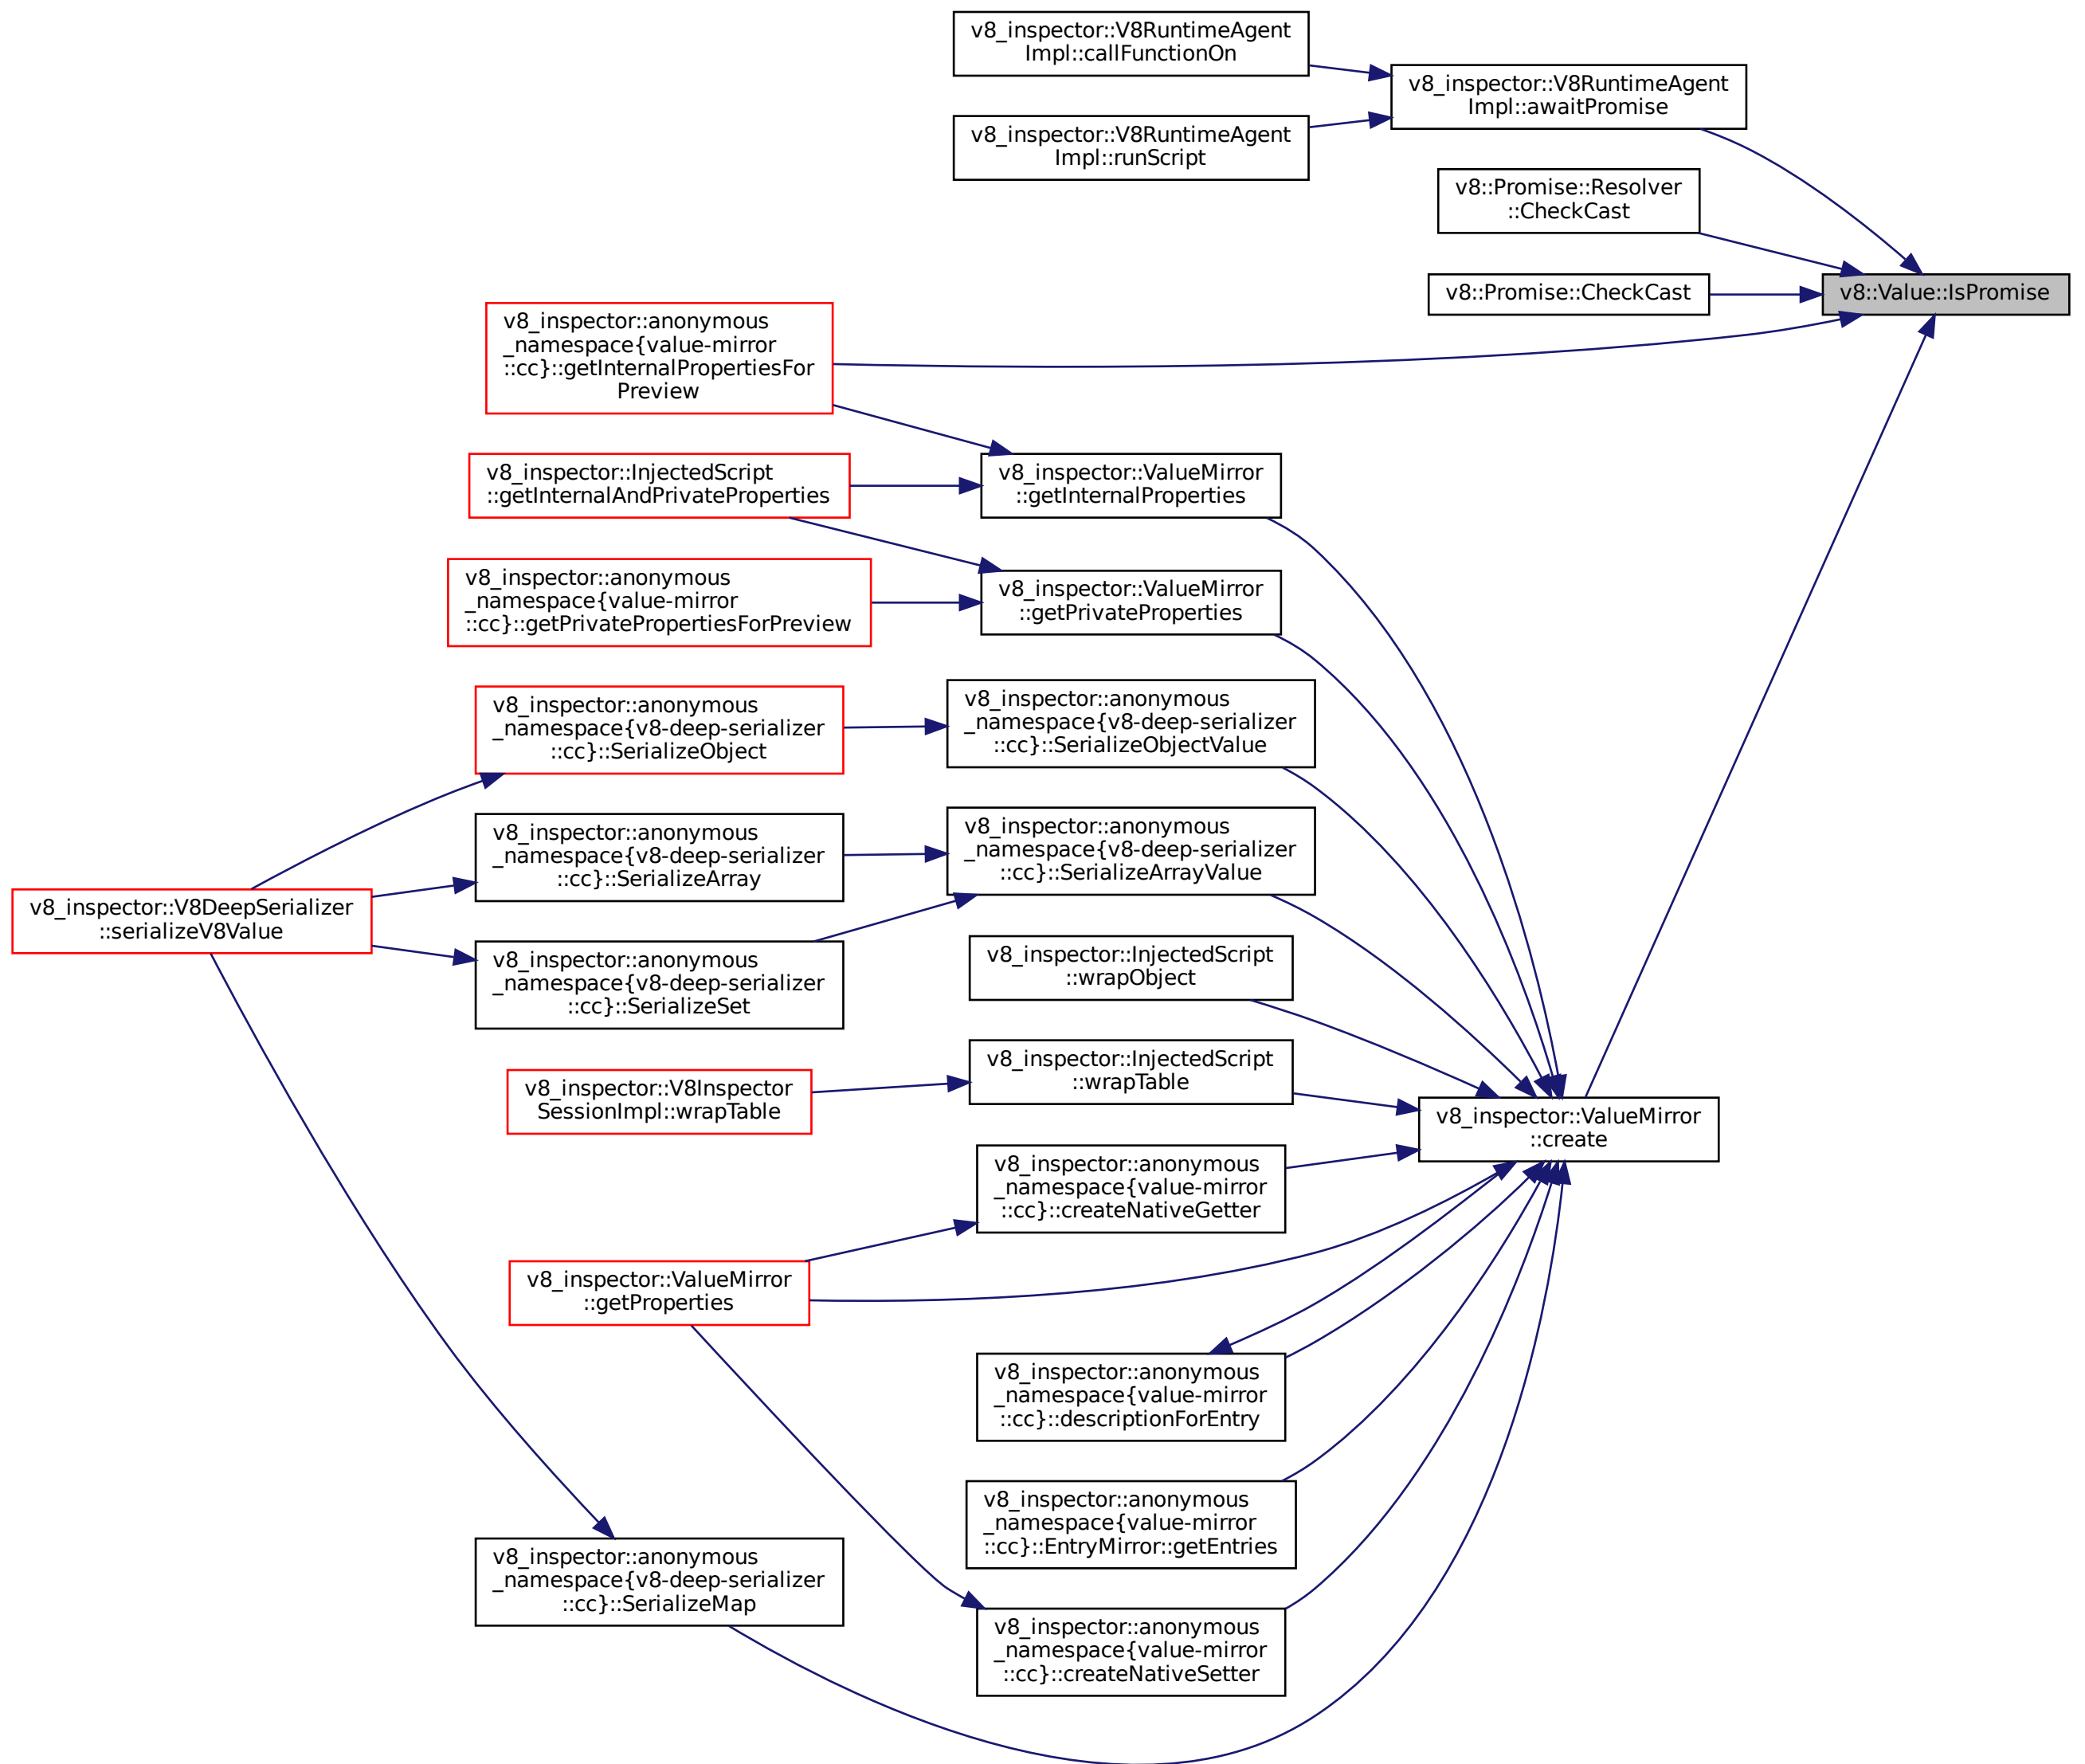 v8_inspector::V8RuntimeAgent
Impl::callFunctionOn
v8_inspector::V8RuntimeAgent
Impl::awaitPromise
v8_inspector::V8RuntimeAgent
Impl::runScript
v8::Promise::Resolver
::CheckCast
v8::Promise::CheckCast
v8::Value::IsPromise
v8_inspector::anonymous
_namespace{value-mirror
::cc}::getInternalPropertiesFor
Preview
v8_inspector::InjectedScript
::getInternalAndPrivateProperties
v8_inspector::ValueMirror
::getInternalProperties
v8_inspector::anonymous
_namespace{value-mirror
::cc}::getPrivatePropertiesForPreview
v8_inspector::ValueMirror
::getPrivateProperties
v8_inspector::anonymous
_namespace{v8-deep-serializer
::cc}::SerializeObject
v8_inspector::anonymous
_namespace{v8-deep-serializer
::cc}::SerializeObjectValue
v8_inspector::anonymous
_namespace{v8-deep-serializer
::cc}::SerializeArray
v8_inspector::anonymous
_namespace{v8-deep-serializer
::cc}::SerializeArrayValue
v8_inspector::V8DeepSerializer
::serializeV8Value
v8_inspector::anonymous
_namespace{v8-deep-serializer
::cc}::SerializeSet
v8_inspector::InjectedScript
::wrapObject
v8_inspector::V8Inspector
SessionImpl::wrapTable
v8_inspector::InjectedScript
::wrapTable
v8_inspector::ValueMirror
::create
v8_inspector::anonymous
_namespace{value-mirror
::cc}::createNativeGetter
v8_inspector::ValueMirror
::getProperties
v8_inspector::anonymous
_namespace{value-mirror
::cc}::descriptionForEntry
v8_inspector::anonymous
_namespace{value-mirror
::cc}::EntryMirror::getEntries
v8_inspector::anonymous
_namespace{v8-deep-serializer
::cc}::SerializeMap
v8_inspector::anonymous
_namespace{value-mirror
::cc}::createNativeSetter